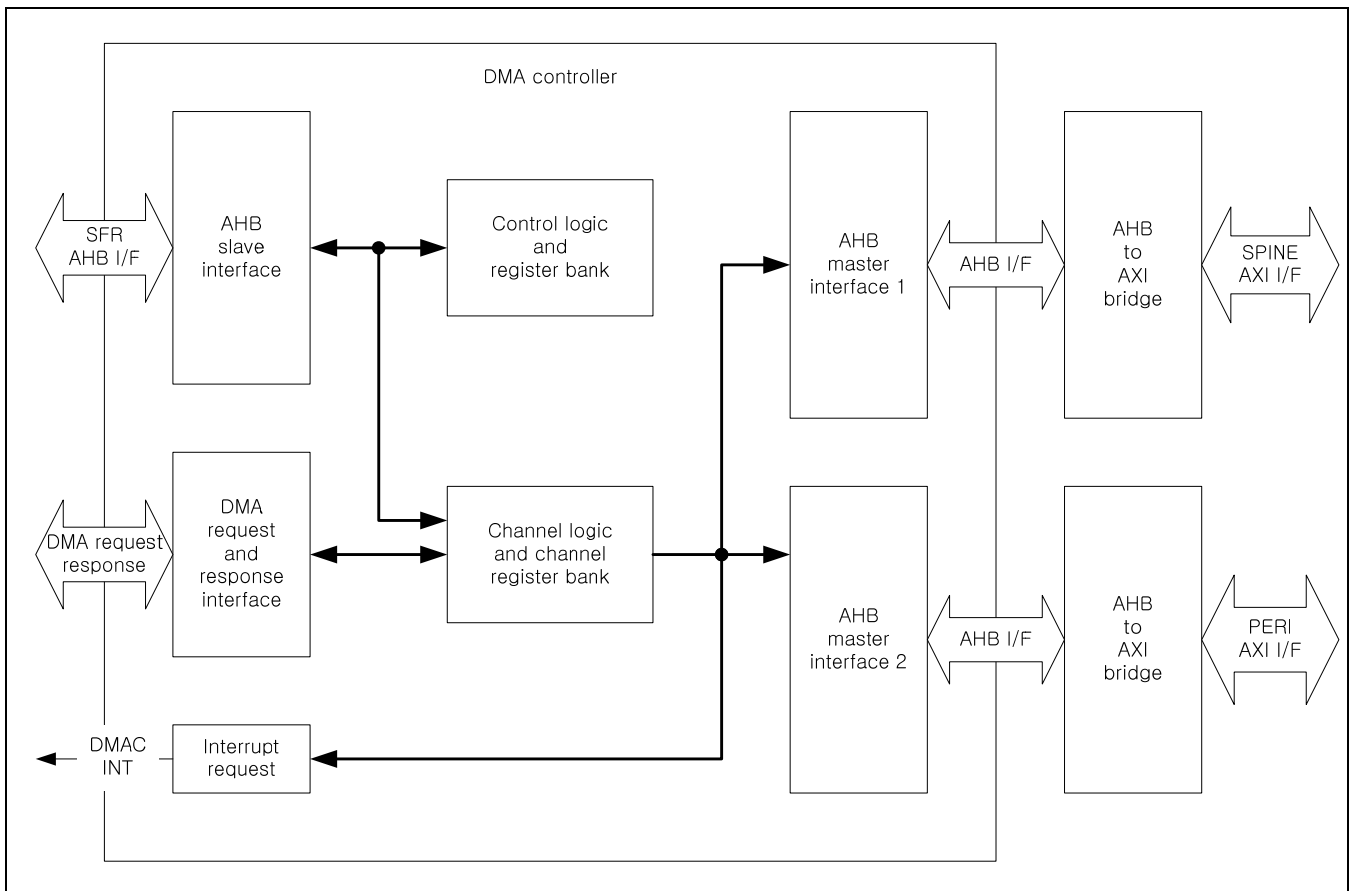 DMA controller
SFR
AHB I/F
AHB
slave
interface
Control logic
and
register bank
AHB
master
interface 1
AHB I/F
AHB
to
AXI
bridge
SPINE
AXI I/F
DMA request
response
DMA
request
and
response
interface
Channel logic
and channel
register bank
AHB
master
interface 2
AHB I/F
AHB
to
AXI
bridge
PERI
AXI I/F
DMAC
INT
Interrupt
request